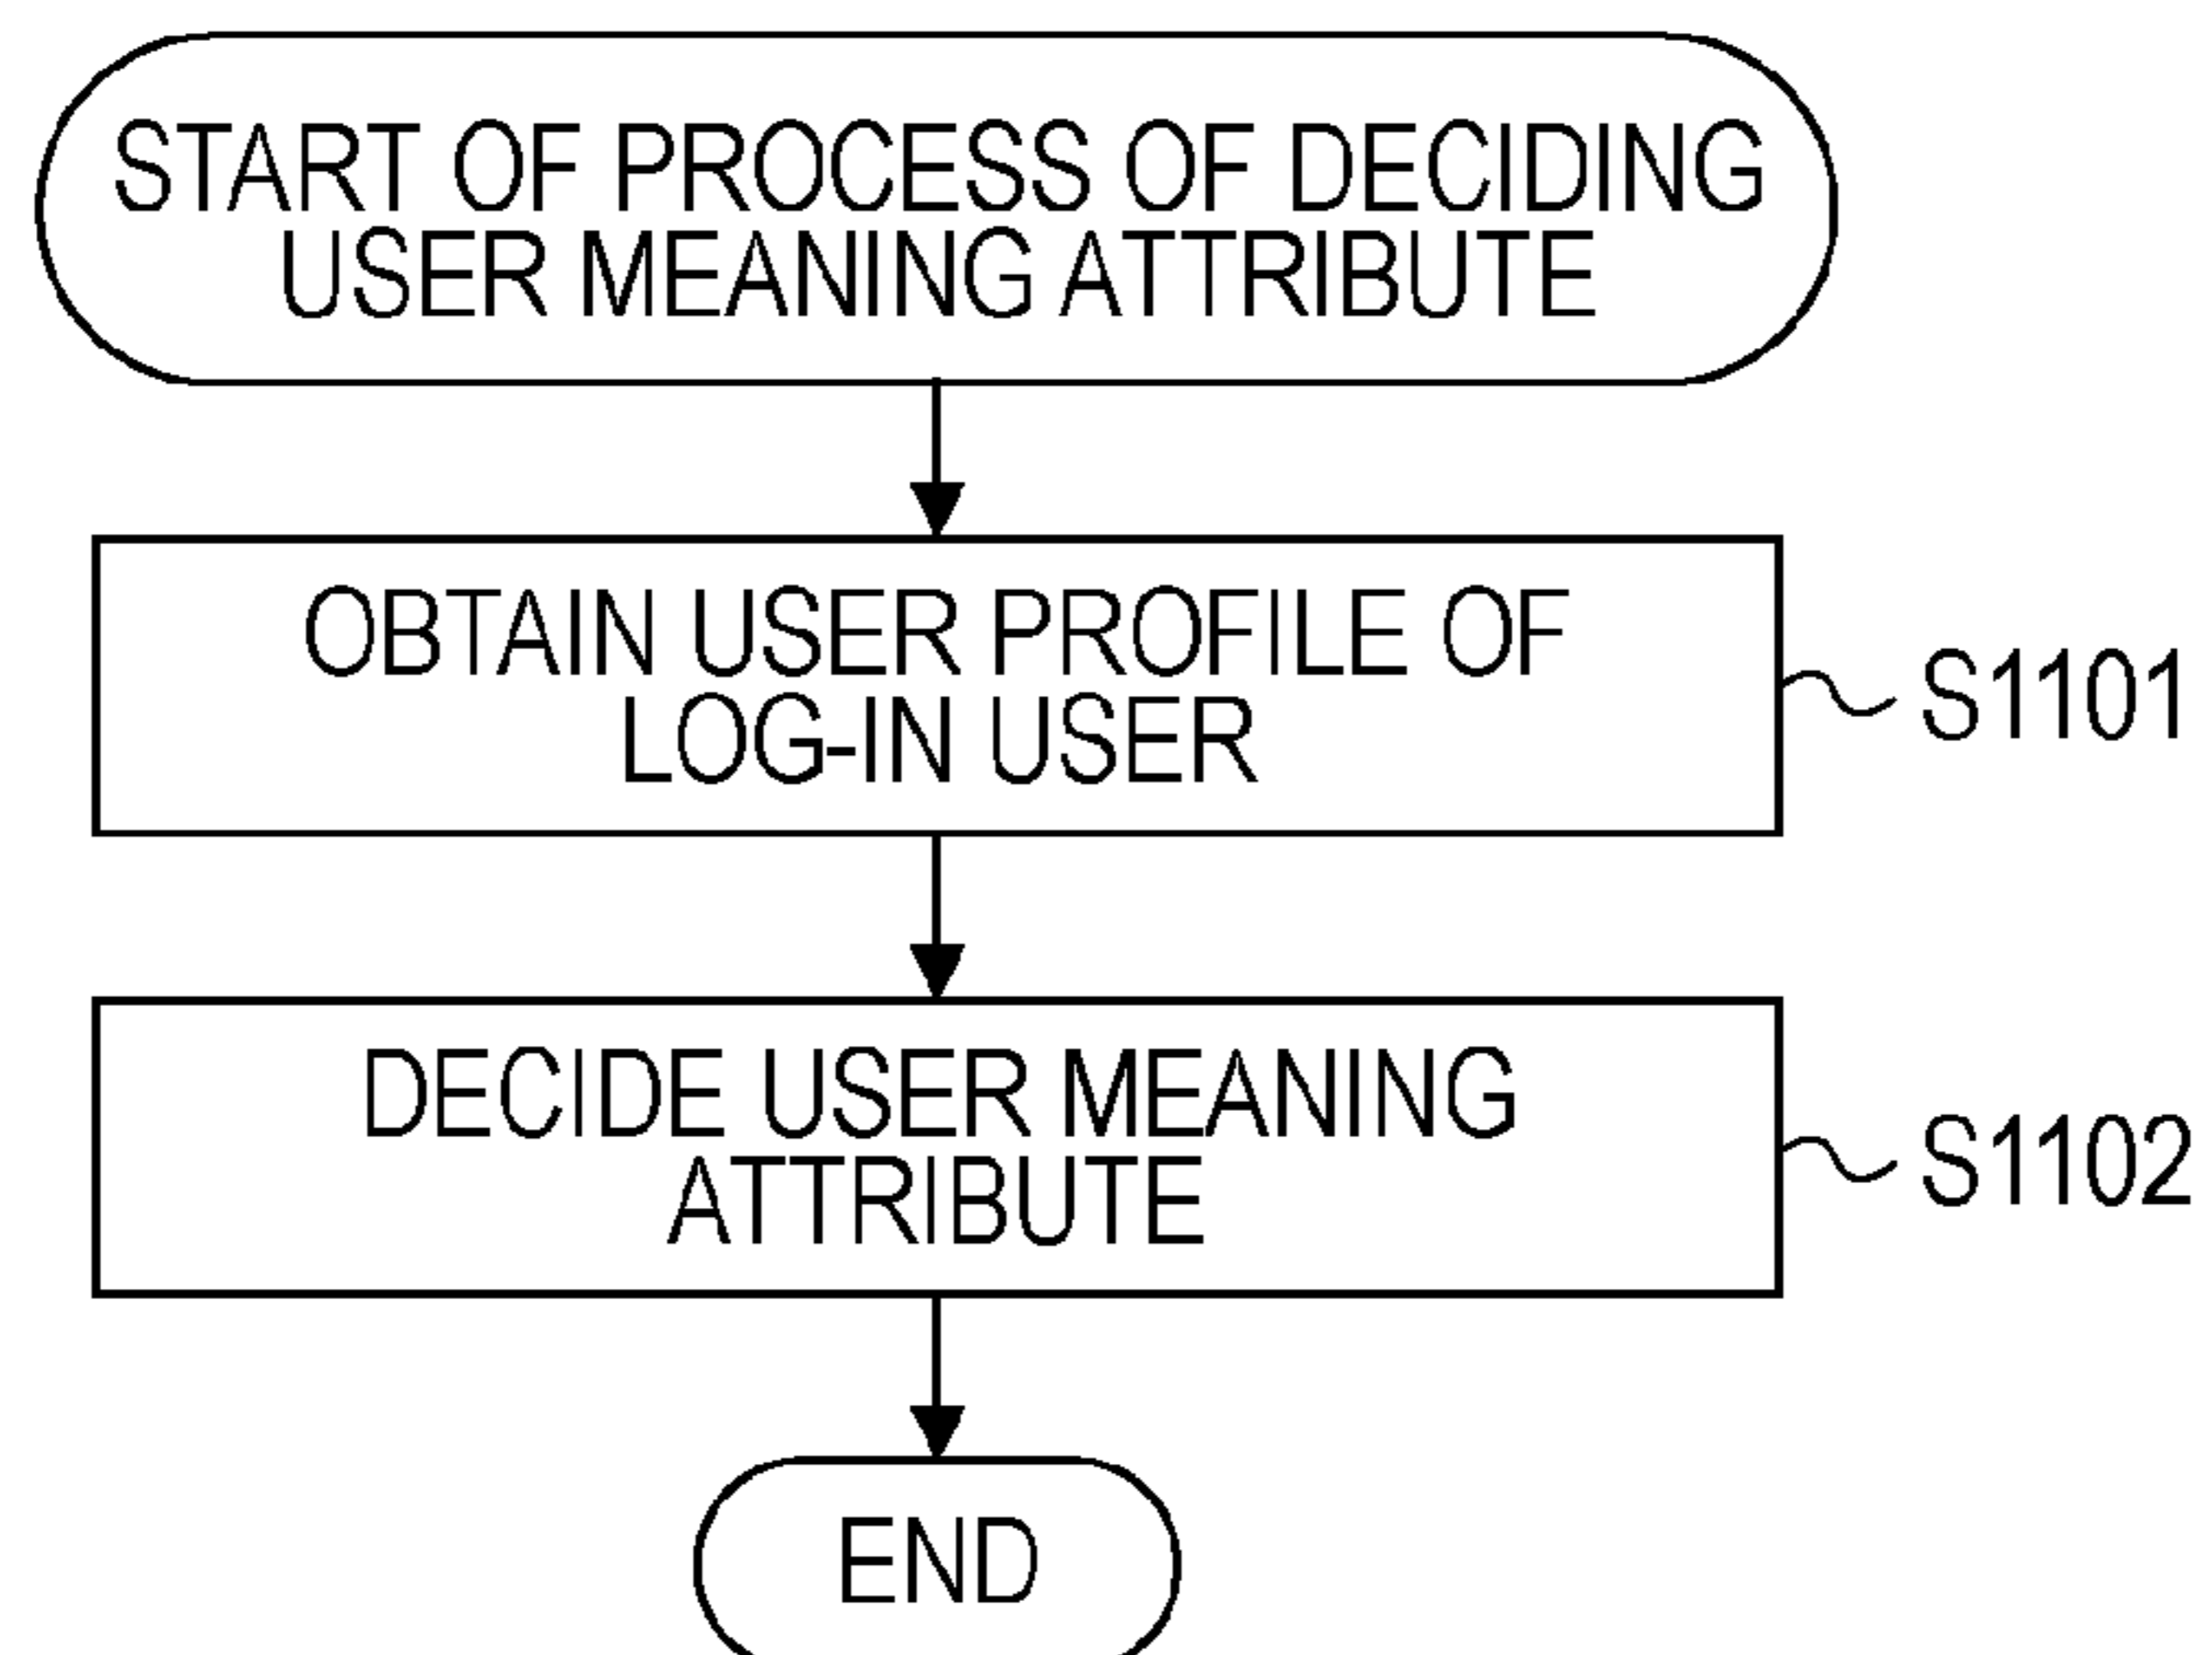 START OF PROCESS OF DECIDING
USER MEANING ATTRIBUTE
OBTAIN USER PROFILE OF
LOG-IN USER
S1101
DECIDE USER MEANING
ATTRIBUTE
S1102
END